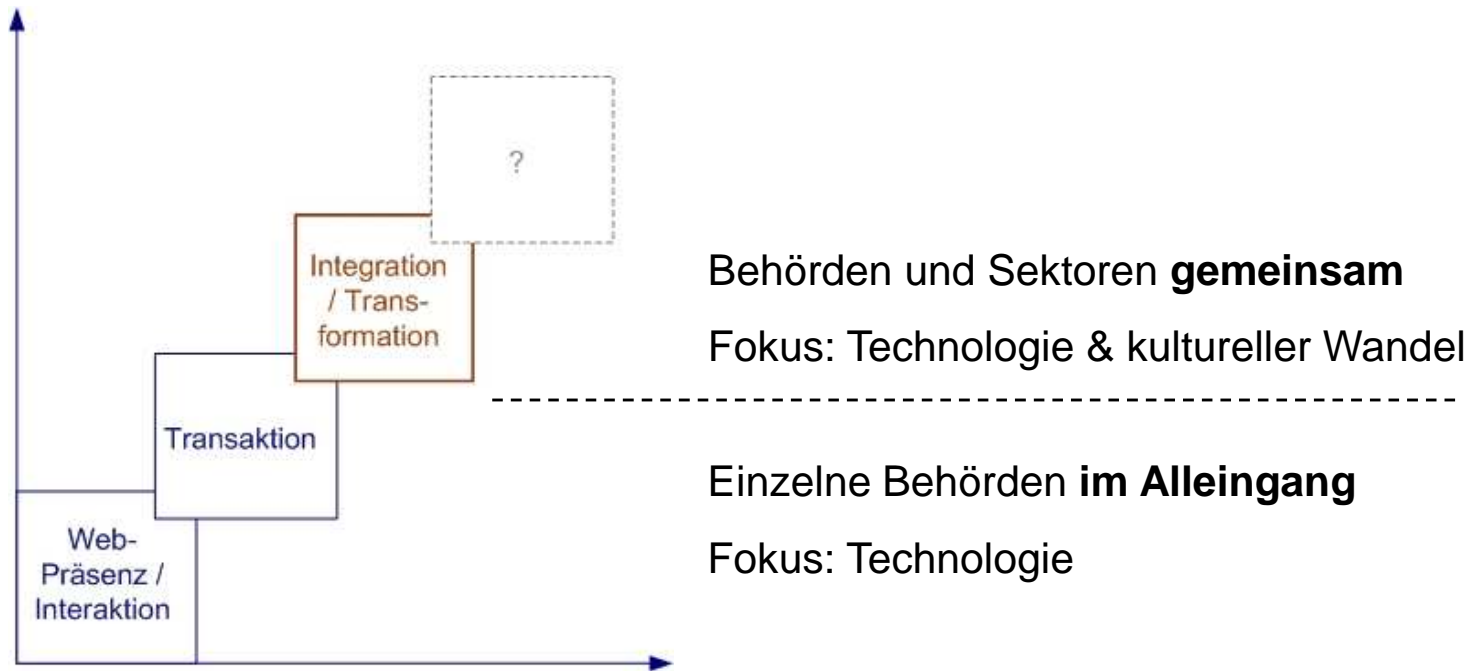 ?
Integration
/ Trans-
formation
Transaktion
Web-
Präsenz /
Interaktion
Behörden und Sektoren gemeinsam
Fokus: Technologie & kultureller Wandel
Einzelne Behörden im Alleingang
Fokus: Technologie